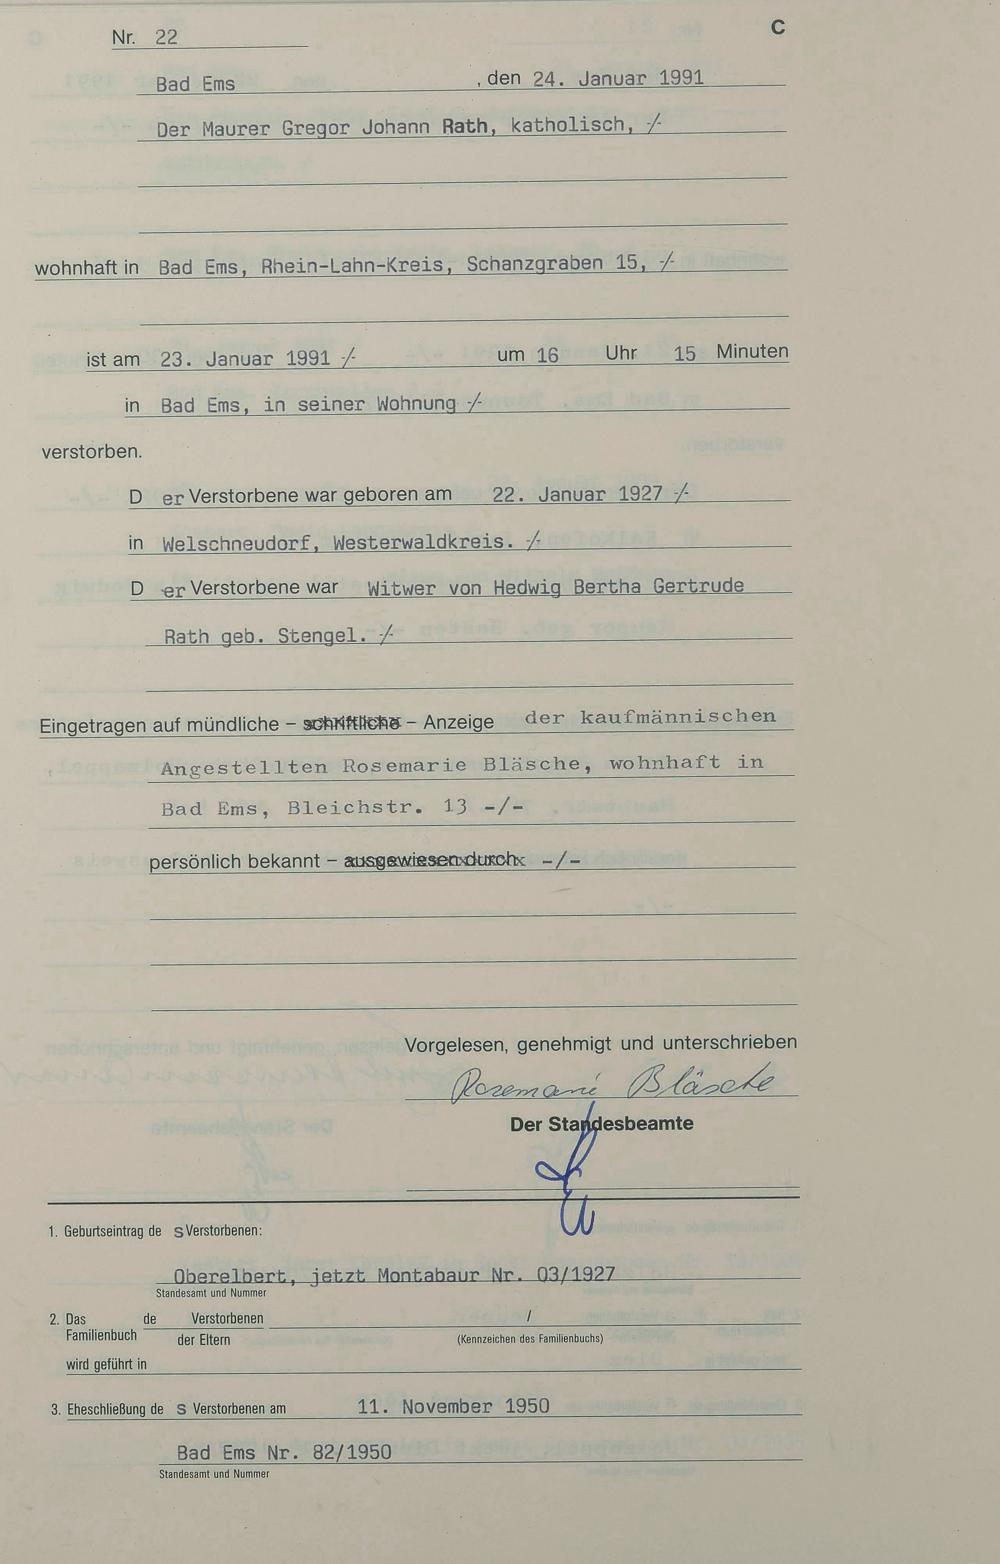 C
Nr. 22
Bad Ems , den 24. Januar 1991
Der Maurer Gregor Johann Rath, katholisch, -/-
wohnhaft in Bad Ems, Rhein-Lahn-Kreis, Schanzgraben 15, -/-
ist am 23. Januar 1991 -/- um 16 Uhr 15 Minuten
in Bad Ems, in seiner Wohnung -/-
verstorben.
D er Verstorbene war geboren am 22. Januar 1927 -/-
in Welschneudorf, Westerwaldkreis. -/-
D er Verstorbene war Witwer von Hedwig Bertha Gertrude
Rath geb. Stengel. -/-
Eingetragen auf mündliche – schriftliche – Anzeige der kaufmännischen
Angestellten Rosemarie Bläsche, wohnhaft in
Bad Ems, Bleichstr. 13 -/-
persönlich bekannt – ausgewiesen durch -/-
Vorgelesen, genehmigt und unterschrieben
Rosemarie Bläsche
Der Standesbeamte
1. Geburtseintrag de s Verstorbenen:
Oberelbert, jetzt Montabaur Nr. 03/1927
Standesamt und Nummer
2. Das de Verstorbenen /
Familienbuch der Eltern (Kennzeichen des Familienbuchs)
wird geführt in
3. Eheschließung de s Verstorbenen am 11. November 1950
Bad Ems Nr. 82/1950
Standesamt und Nummer